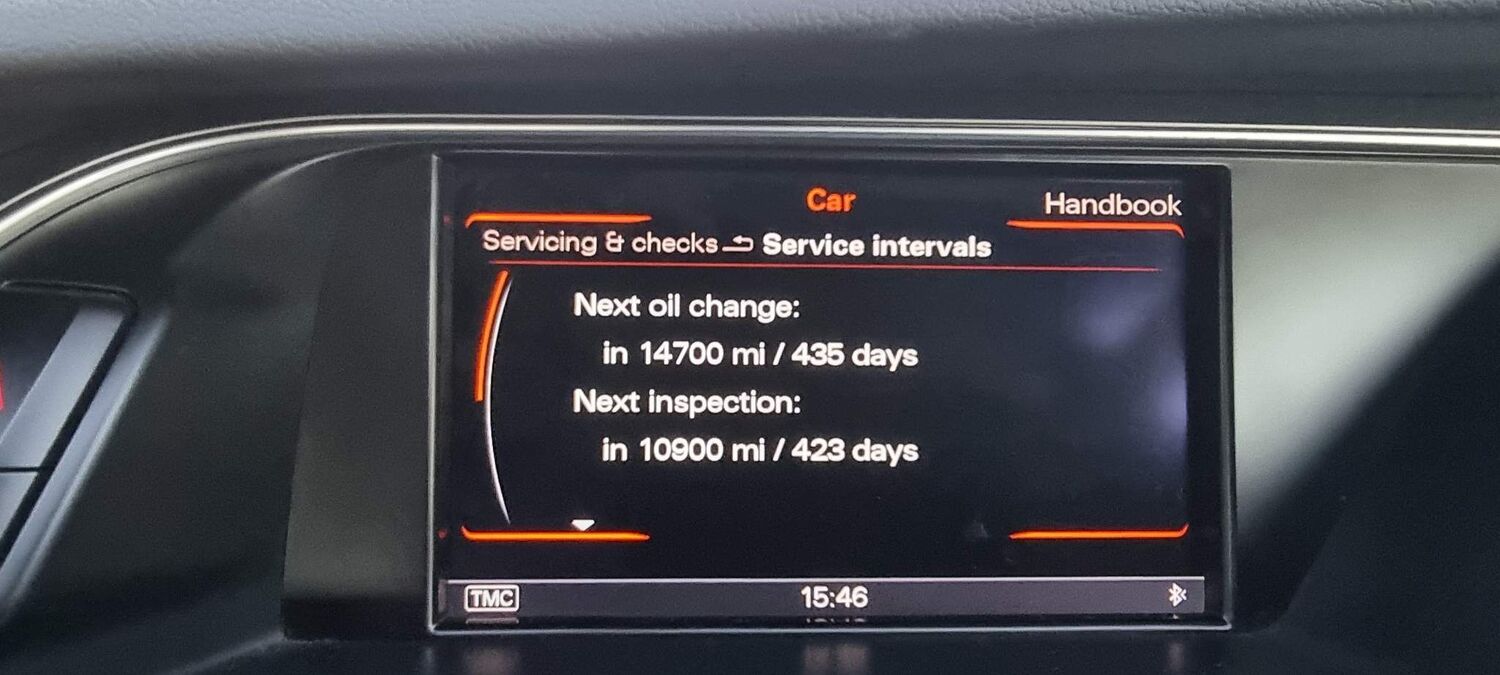 Car
Handbook
Servicing & checks Service intervals
Next oil change:
in 14700 mi / 435 days
Next inspection:
in 10900 mi / 423 days
TMC
15:46